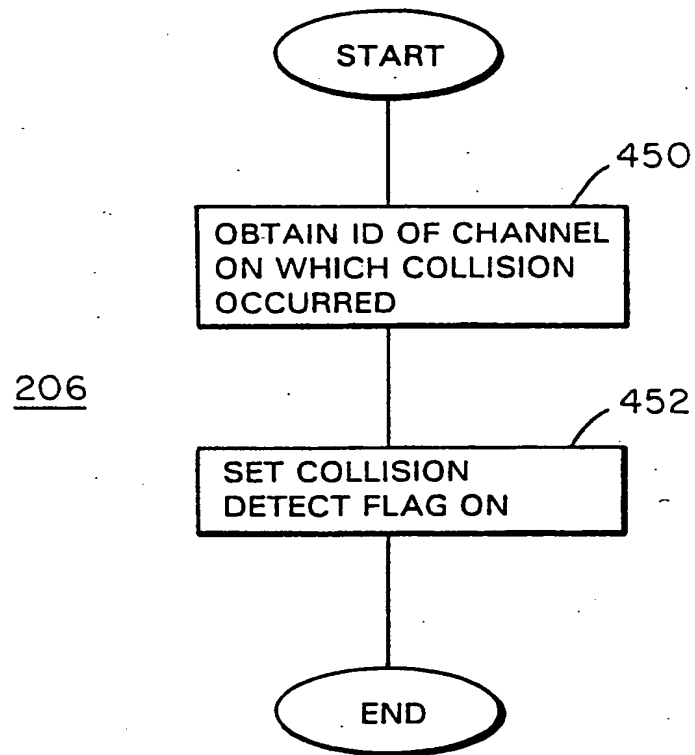 START
450
OBTAIN ID OF CHANNEL
ON WHICH COLLISION
OCCURRED
206
452
SET COLLISION
DETECT FLAG ON
END